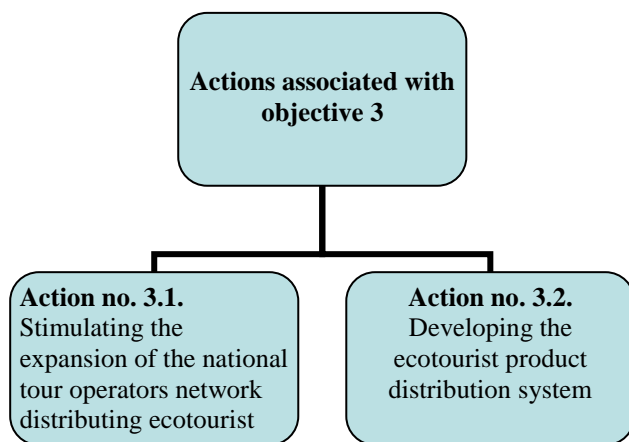 Actions associated with
objective 3
Action no. 3.1.
Stimulating the
expansion of the national
tour operators network
distributing ecotourist
Action no. 3.2.
Developing the
ecotourist product
distribution system